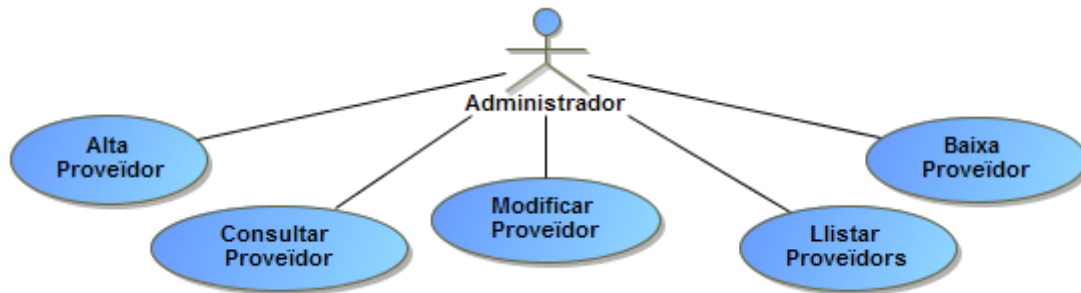 Administrador
Alta
Proveïdor
Consultar
Proveïdor
Modificar
Proveïdor
Llistar
Proveïdors
Baixa
Proveïdor